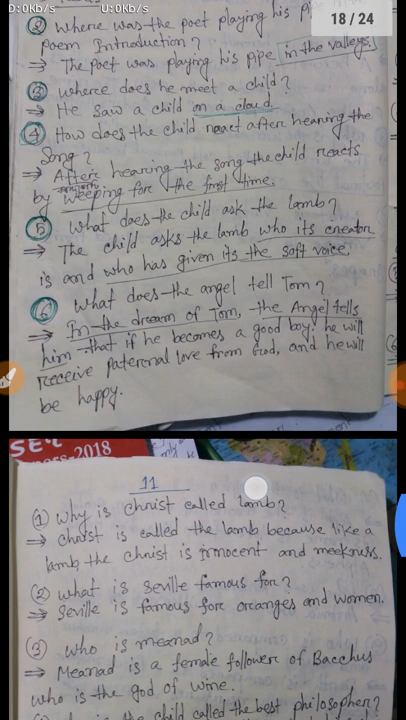 D:0Kb/s U:0Kb/s
18 / 24
② Where was the poet playing his
poem Introduction?
⇒ The poet was playing his pipe in the valleys.
③ Where does he meet a child?
⇒ He saw a child on a cloud.
④ How does the child react after hearing the
song?
⇒ After hearing the song the child reacts
by weeping for the first time.
⑤ What does the child ask the lamb?
⇒ The child asks the lamb who its creator
is and who has given its the soft voice.
⑥ What does the angel tell Tom?
⇒ In the dream of Tom, the Angel tells
him that if he becomes a good boy, he will
receive paternal love from God, and he will
be happy.
-2018
11
① Why is christ called lamb?
⇒ Christ is called the lamb because like a
lamb the christ is innocent and meekness.
② What is Seville famous for?
⇒ Seville is famous for oranges and women.
③ Who is meanad?
⇒ Meanad is a female follower of Bacchus
who is the god of wine.
is the child called the best philosopher?